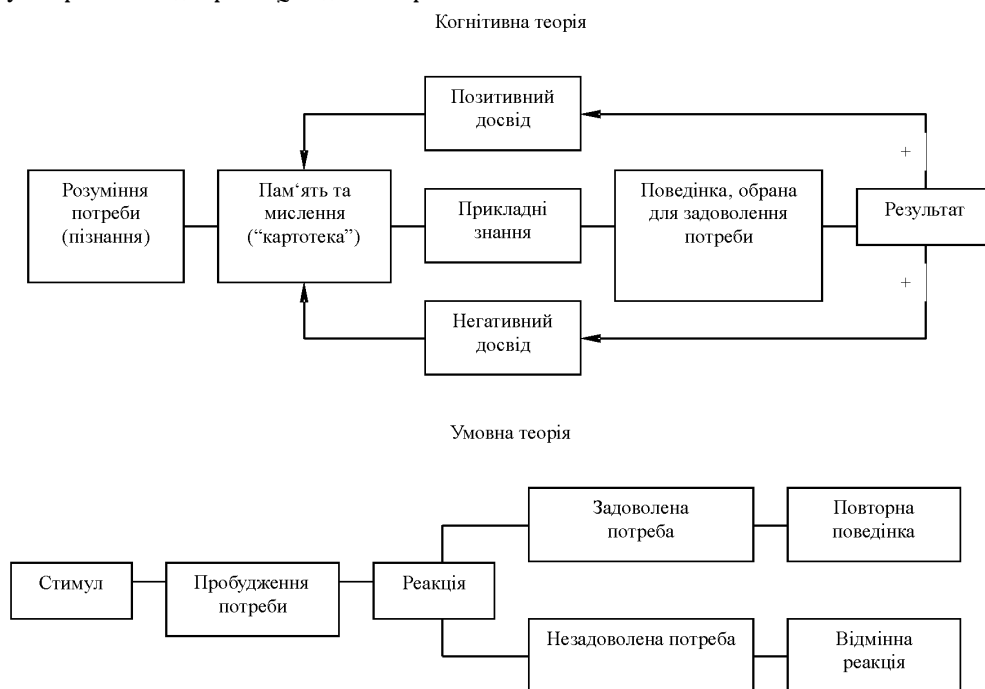 Когнітивна теорія
Позитивний
досвід
+
Розуміння
потреби
(пізнання)
Пам‘ять та
мислення
(“картотека”)
Прикладні
знання
Поведінка, обрана
для задоволення
потреби
Результат
+
Негативний
досвід
Умовна теорія
Задоволена
потреба
Повторна
поведінка
Стимул
Пробудження
потреби
Реакція
Незадоволена потреба
Відмінна
реакція